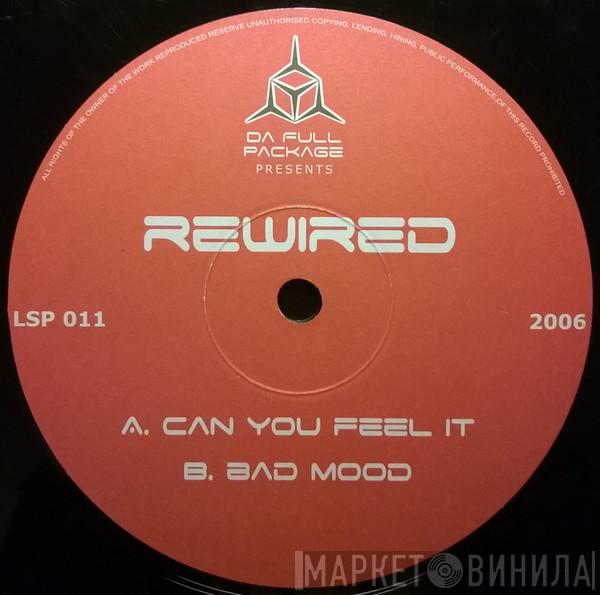 ALL RIGHTS OF THE OWNER OF THE WORK REPRODUCED RESERVE UNAUTHORISED COPYING, LENDING, HIRING, PUBLIC PERFORMANCE,OF THIS RECORD PROHIBITED
DA FULL
PACKAGE
PRESENTS
REWIRED
LSP 011
2006
A. CAN YOU FEEL IT
B. BAD MOOD
МАРКЕТ ВИНИЛА